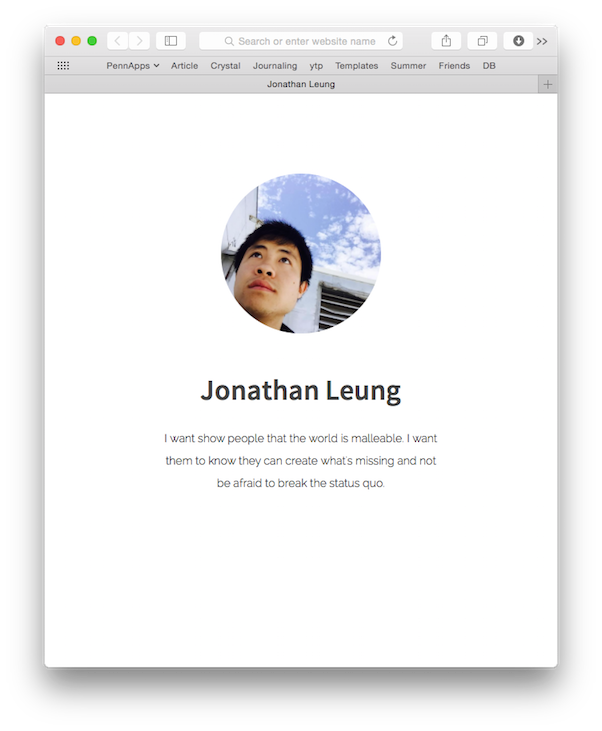 Search or enter website name
PennApps Article Crystal Journaling ytp Templates Summer Friends DB
Jonathan Leung
Jonathan Leung
I want show people that the world is malleable. I want
them to know they can create what's missing and not
be afraid to break the status quo.